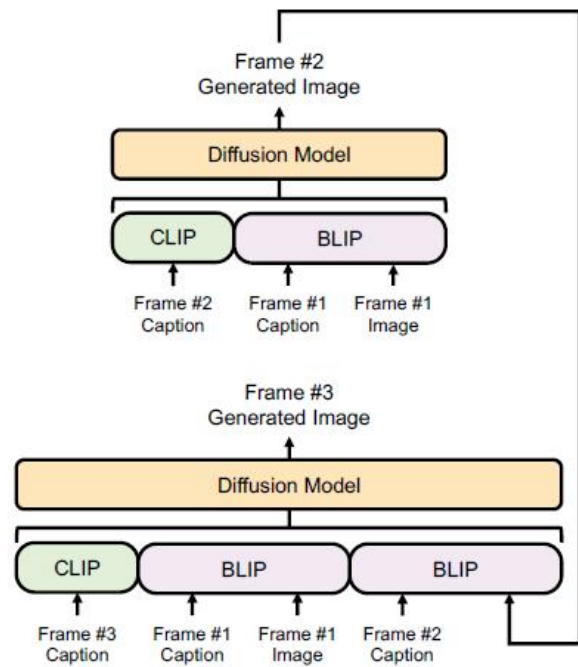 Frame #2
Generated Image
Diffusion Model
CLIP BLIP
Frame #2 Frame #1 Frame #1
Caption Caption Image
Frame #3
Generated Image
Diffusion Model
CLIP BLIP BLIP
Frame #3 Frame #1 Frame #1 Frame #2
Caption Caption Image Caption